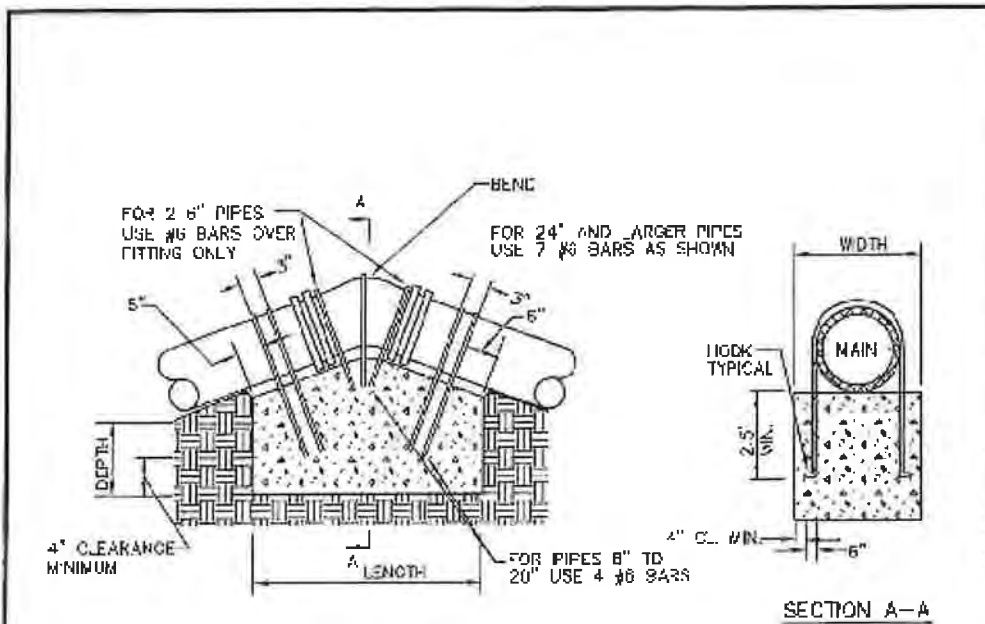 BEND
A
FOR 2 6" PIPES
USE #6 BARS OVER
FITTING ONLY
FOR 24" AND LARGER PIPES
USE 7 #6 BARS AS SHOWN
WIDTH
3"
3"
6"
MAIN
HOOK
TYPICAL
2.5'
MIN.
DEPTH
4" CLEARANCE
MINIMUM
A
LENGTH
FOR PIPES 8" TO
20" USE 4 #6 BARS
4" CL. MIN.
6"
SECTION A-A